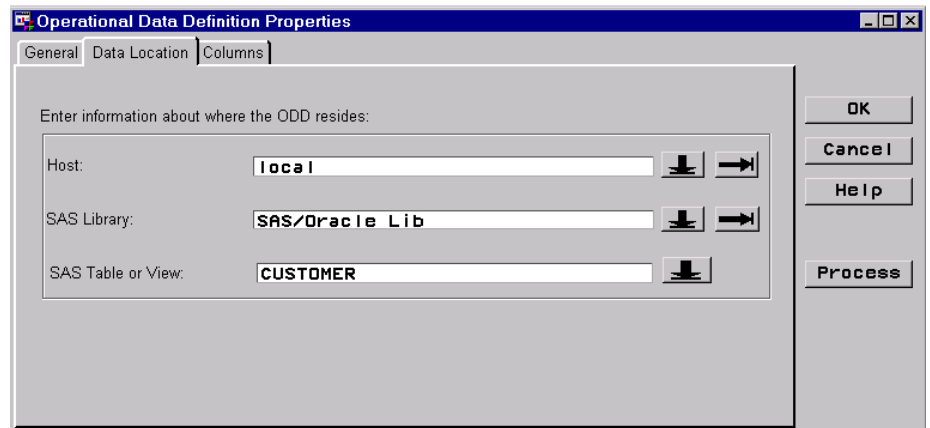 Operational Data Definition Properties
General Data Location Columns
Enter information about where the ODD resides:
Host: local
SAS Library: SAS/Oracle Lib
SAS Table or View: CUSTOMER
OK
Cancel
Help
Process